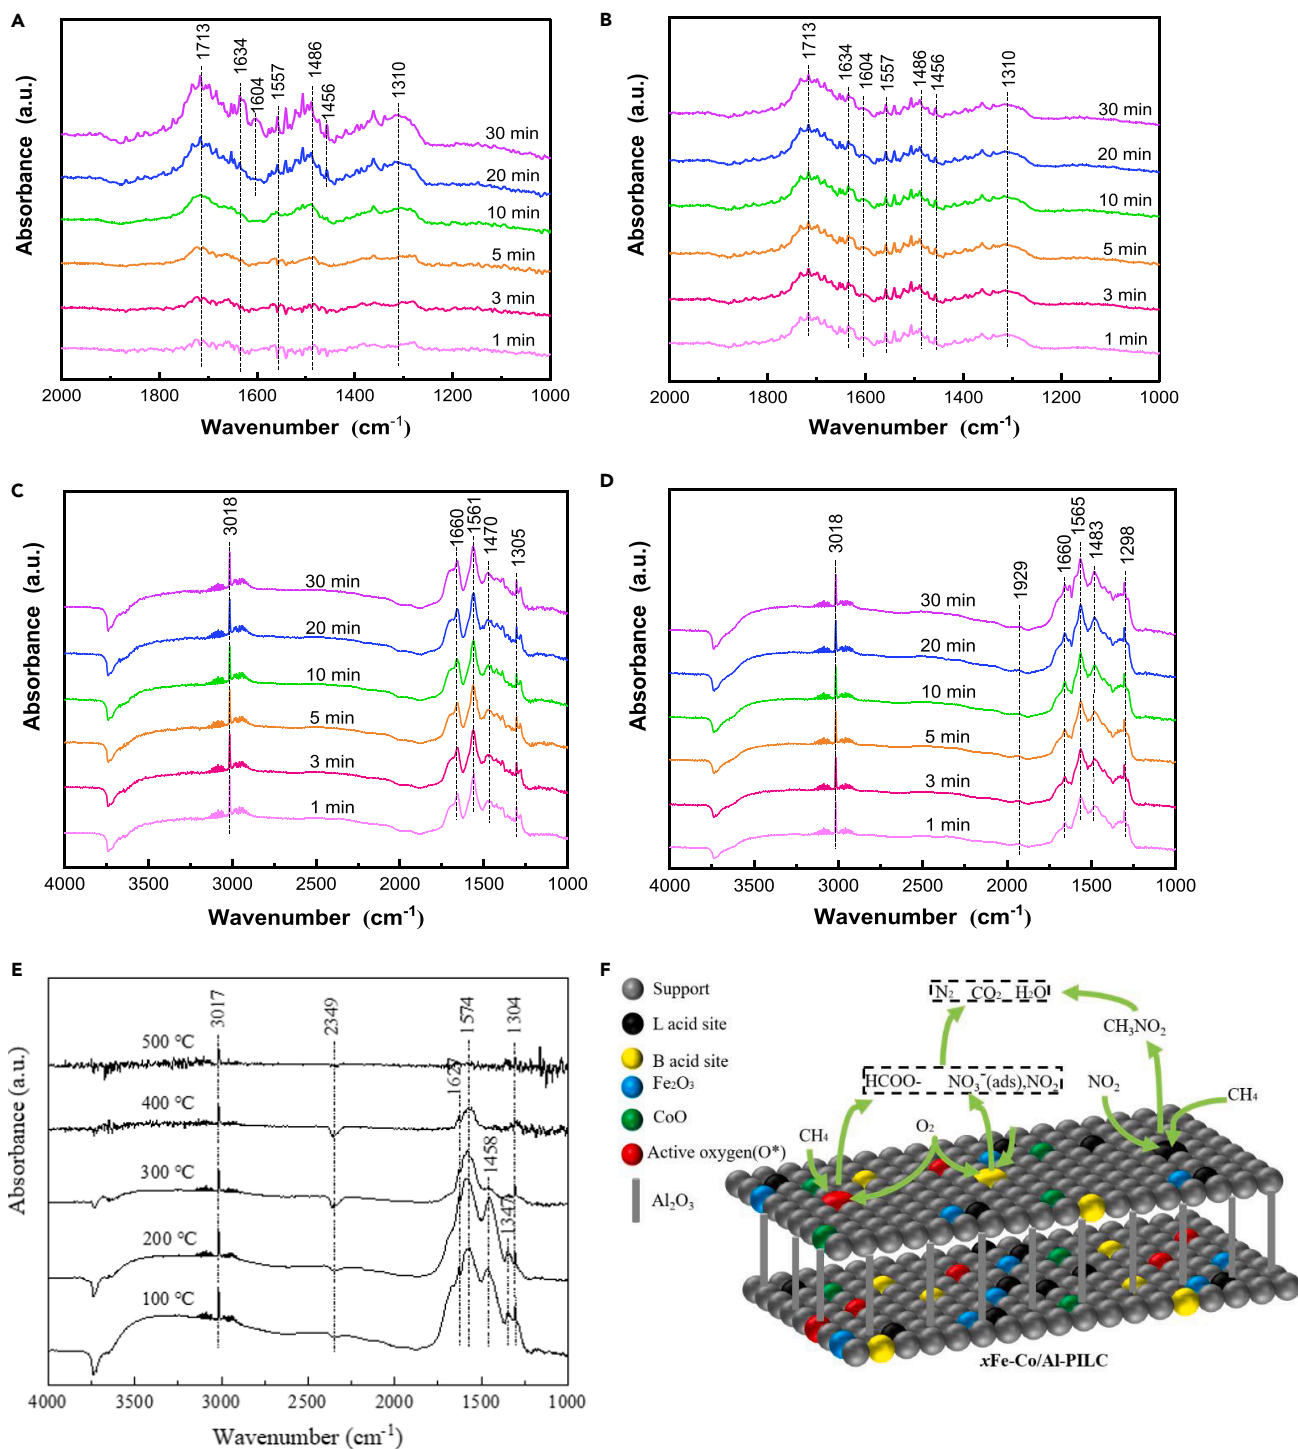 A
1713
1634
1604
1557
1486
1456
1310
30 min
20 min
10 min
5 min
3 min
1 min
Absorbance (a.u.)
2000 1800 1600 1400 1200 1000
Wavenumber (cm-1)
B
1713
1634
1604
1557
1486
1456
1310
30 min
20 min
10 min
5 min
3 min
1 min
Absorbance (a.u.)
2000 1800 1600 1400 1200 1000
Wavenumber (cm-1)
C
3018
1660
1561
1470
1305
30 min
20 min
10 min
5 min
3 min
1 min
Absorbance (a.u.)
4000 3500 3000 2500 2000 1500 1000
Wavenumber (cm-1)
D
3018
1929
1660
1565
1483
1298
30 min
20 min
10 min
5 min
3 min
1 min
Absorbance (a.u.)
4000 3500 3000 2500 2000 1500 1000
Wavenumber (cm-1)
E
3017
2349
1627
1574
1458
1347
1304
500 °C
400 °C
300 °C
200 °C
100 °C
Absorbance (a.u.)
4000 3500 3000 2500 2000 1500 1000
Wavenumber (cm-1)
F
Support
L acid site
B acid site
Fe2O3
CoO
Active oxygen(O*)
Al2O3
N2 CO2 H2O
CH3NO2
HCOO- NO3-(ads),NO2
NO2
CH4
O2
CH4
xFe-Co/Al-PILC